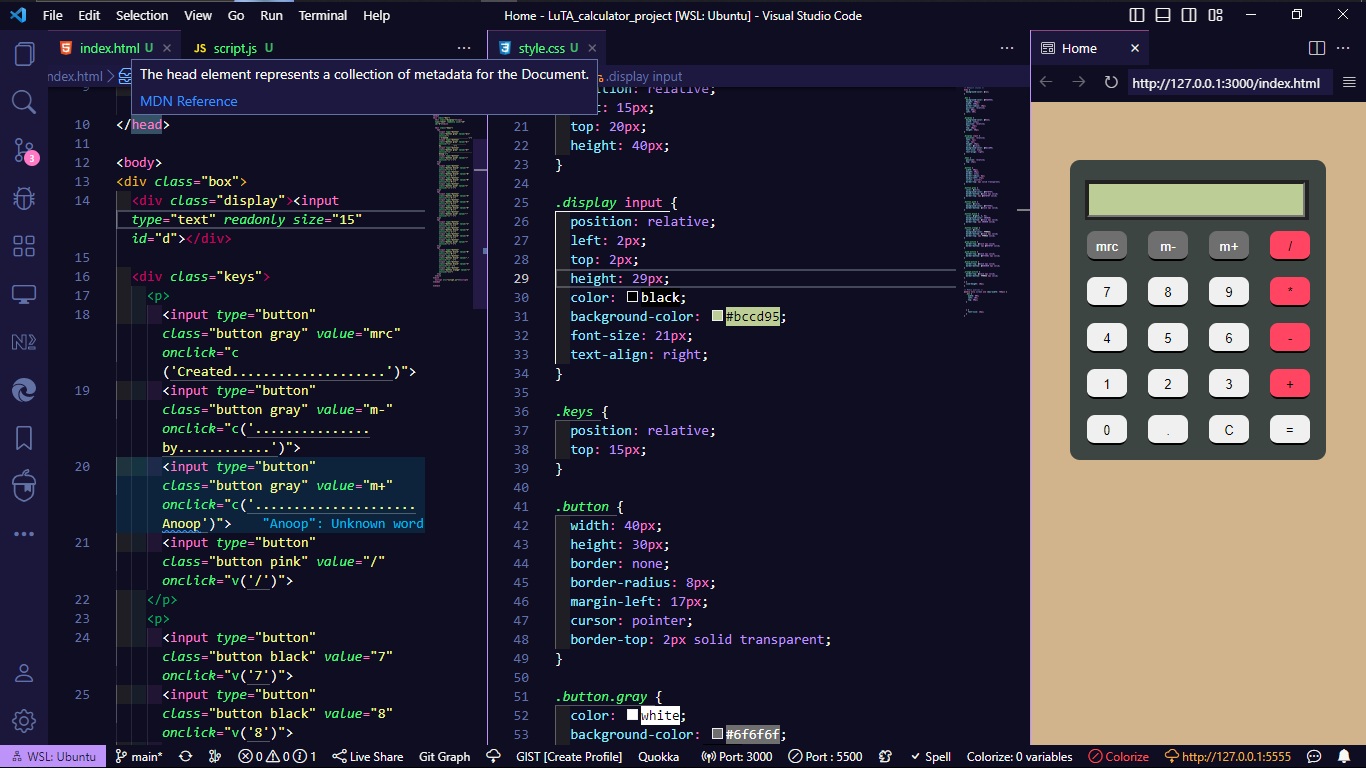 File Edit Selection View Go Run Terminal Help Home - LuTA_calculator_project [WSL: Ubuntu] - Visual Studio Code
index.html U script.js U
index.html >
The head element represents a collection of metadata for the Document.
MDN Reference
3
10 </head>
11
12 <body>
13 <div class="box">
14 <div class="display"><input
type="text" readonly size="15"
id="d"></div>
15
16 <div class="keys">
17 <p>
18 <input type="button"
class="button gray" value="mrc"
onclick="c
('Created....................')">
19 <input type="button"
class="button gray" value="m-"
onclick="c('...............
by............')">
20 <input type="button"
class="button gray" value="m+"
onclick="c('.....................
Anoop')"> "Anoop": Unknown word
21 <input type="button"
class="button pink" value="/"
onclick="v('/')">
22 </p>
23 <p>
24 <input type="button"
class="button black" value="7"
onclick="v('7')">
25 <input type="button"
class="button black" value="8"
onclick="v('8')">
style.css U
.display input
position: relative;
15px;
21 top: 20px;
22 height: 40px;
23 }
24
25 .display input {
26 position: relative;
27 left: 2px;
28 top: 2px;
29 height: 29px;
30 color: black;
31 background-color: #bccd95;
32 font-size: 21px;
33 text-align: right;
34 }
35
36 .keys {
37 position: relative;
38 top: 15px;
39 }
40
41 .button {
42 width: 40px;
43 height: 30px;
44 border: none;
45 border-radius: 8px;
46 margin-left: 17px;
47 cursor: pointer;
48 border-top: 2px solid transparent;
49 }
50
51 .button.gray {
52 color: white;
53 background-color: #6f6f6f;
Home
http://127.0.0.1:3000/index.html
mrc m- m+ /
7 8 9 *
4 5 6 -
1 2 3 +
0 . C =
WSL: Ubuntu main* 0 0 1 Live Share Git Graph GIST [Create Profile] Quokka Port: 3000 Port : 5500 Spell Colorize: 0 variables Colorize http://127.0.0.1:5555